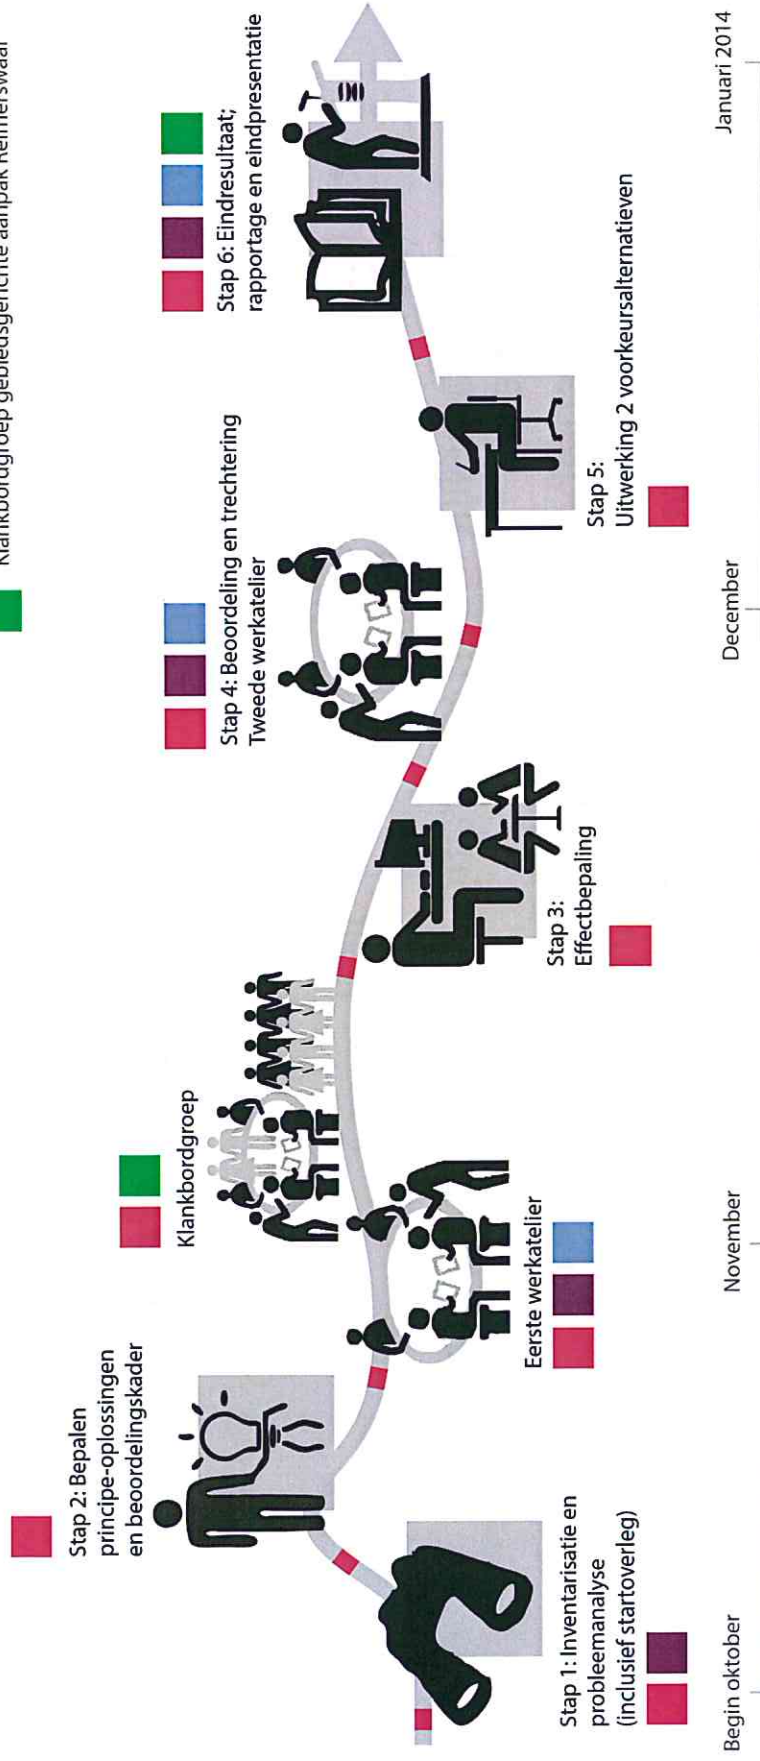 Klankbordgroep gebiedsgerichte aanpak Reimerswaal
Stap 1: Inventarisatie en
probleemanalyse
(inclusief startoverleg)
Stap 2: Bepalen
principe-oplossingen
en beoordelingskader
Eerste werkatelier
Klankbordgroep
Stap 3:
Effectbepaling
Stap 4: Beoordeling en trechtering
Tweede werkatelier
Stap 5:
Uitwerking 2 voorkeursalternatieven
Stap 6: Eindresultaat;
rapportage en eindpresentatie
Begin oktober
November
December
Januari 2014